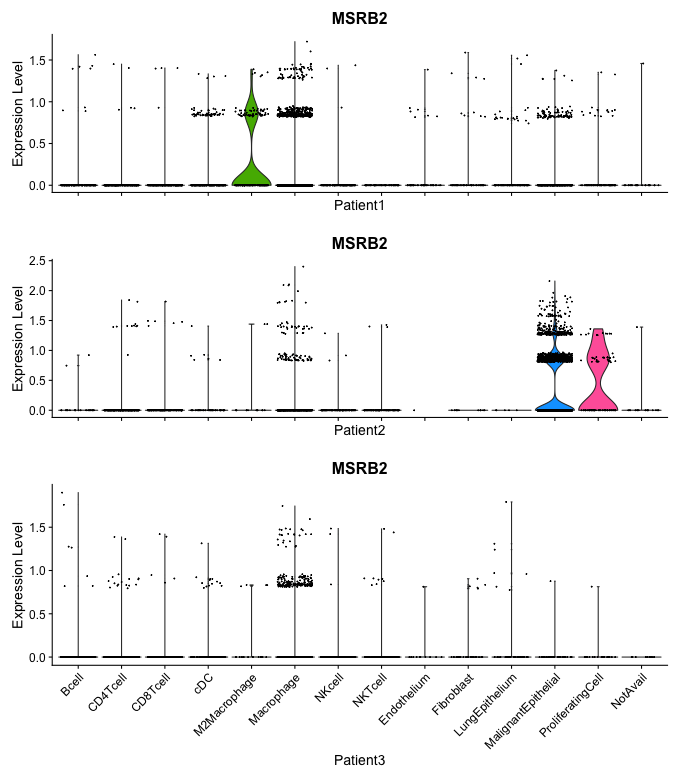 MSRB2
Expression Level
1.5
1.0
0.5
0.0
Patient1
MSRB2
Expression Level
2.5
2.0
1.5
1.0
0.5
0.0
Patient2
MSRB2
Expression Level
1.5
1.0
0.5
0.0
Bcell
CD4Tcell
CD8Tcell
cDC
M2Macrophage
Macrophage
NKcell
NKTcell
Endothelium
Fibroblast
LungEpithelium
MalignantEpithelial
ProliferatingCell
NotAvail
Patient3